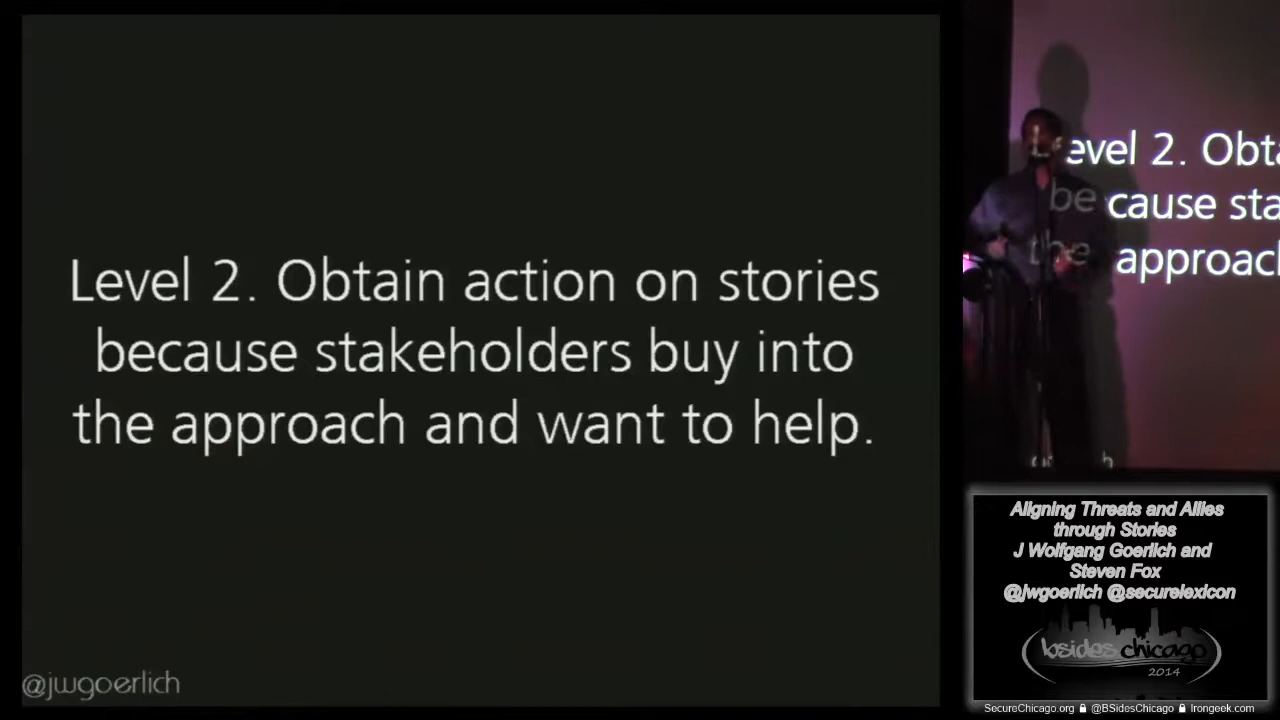 Level 2. Obtain action on stories
because stakeholders buy into
the approach and want to help.
@jwgoerlich
evel 2. Obta
because sta
the approach
Aligning Threats and Allies
through Stories
J Wolfgang Goerlich and
Steven Fox
@jwgoerlich @securelexicon
bsides chicago
2014
SecureChicago.org @BSidesChicago Irongeek.com